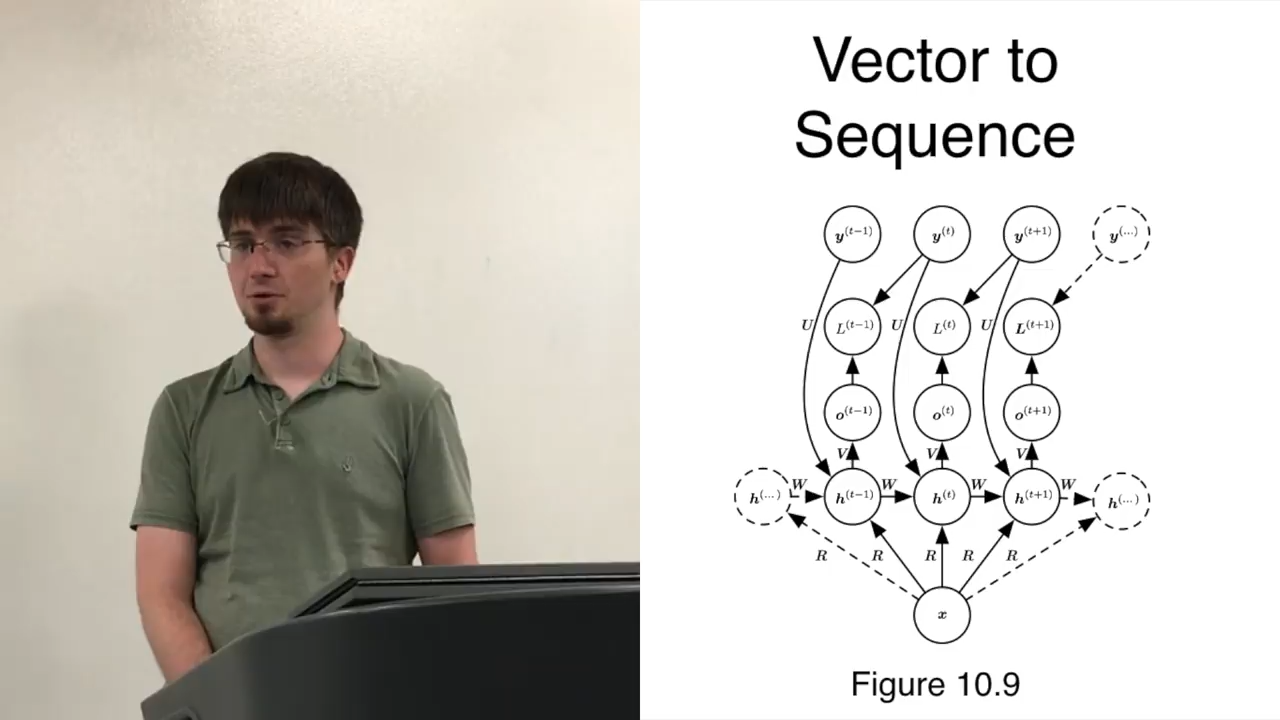 Vector to
Sequence
y(t−1) y(t) y(t+1) y(...)
U L(t−1) U L(t) U L(t+1)
o(t−1) o(t) o(t+1)
V V V
h(...) W h(t−1) W h(t) W h(t+1) W h(...)
R R R R R
x
Figure 10.9